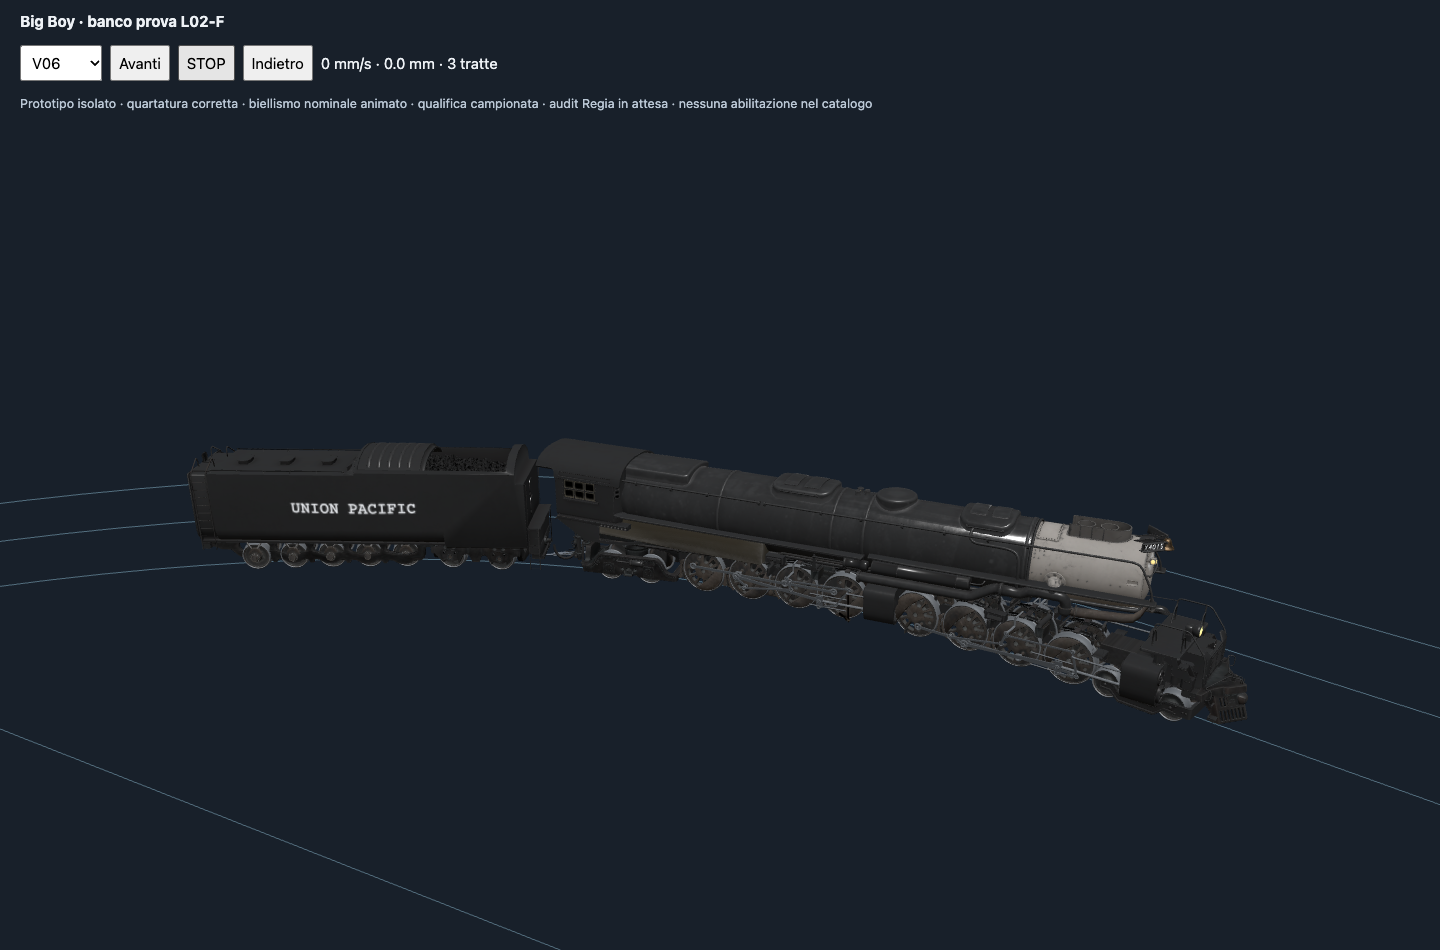 Big Boy · banco prova L02-F
V06 Avanti STOP Indietro 0 mm/s · 0.0 mm · 3 tratte
Prototipo isolato · quartatura corretta · biellismo nominale animato · qualifica campionata · audit Regia in attesa · nessuna abilitazione nel catalogo
UNION PACIFIC